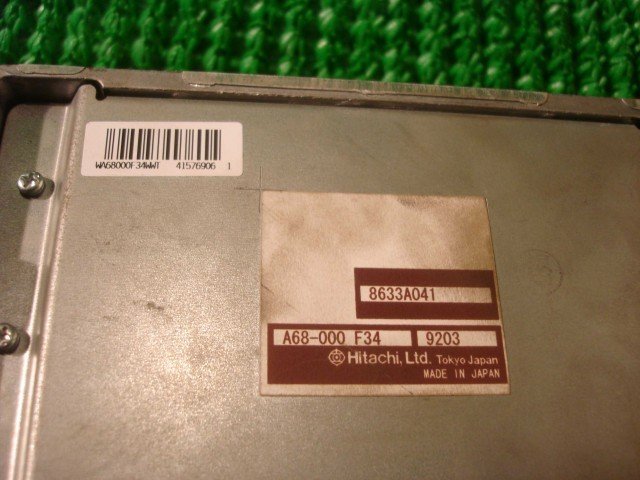 WA68000F34WWT 41576906 1
8633A041
A68-000 F34 9203
Hitachi, Ltd. Tokyo Japan
MADE IN JAPAN